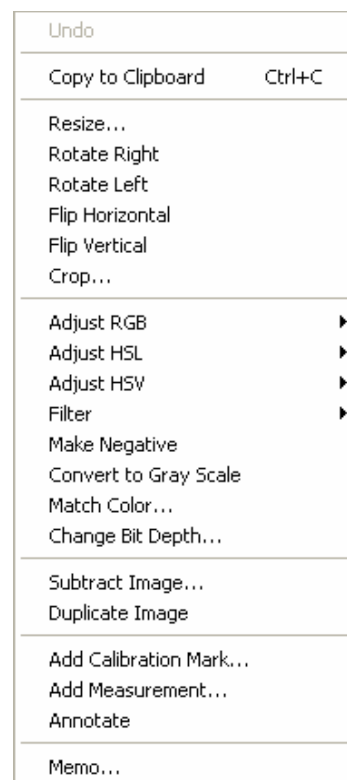 Undo
Copy to Clipboard Ctrl+C
Resize...
Rotate Right
Rotate Left
Flip Horizontal
Flip Vertical
Crop...
Adjust RGB
Adjust HSL
Adjust HSV
Filter
Make Negative
Convert to Gray Scale
Match Color...
Change Bit Depth...
Subtract Image...
Duplicate Image
Add Calibration Mark...
Add Measurement...
Annotate
Memo...